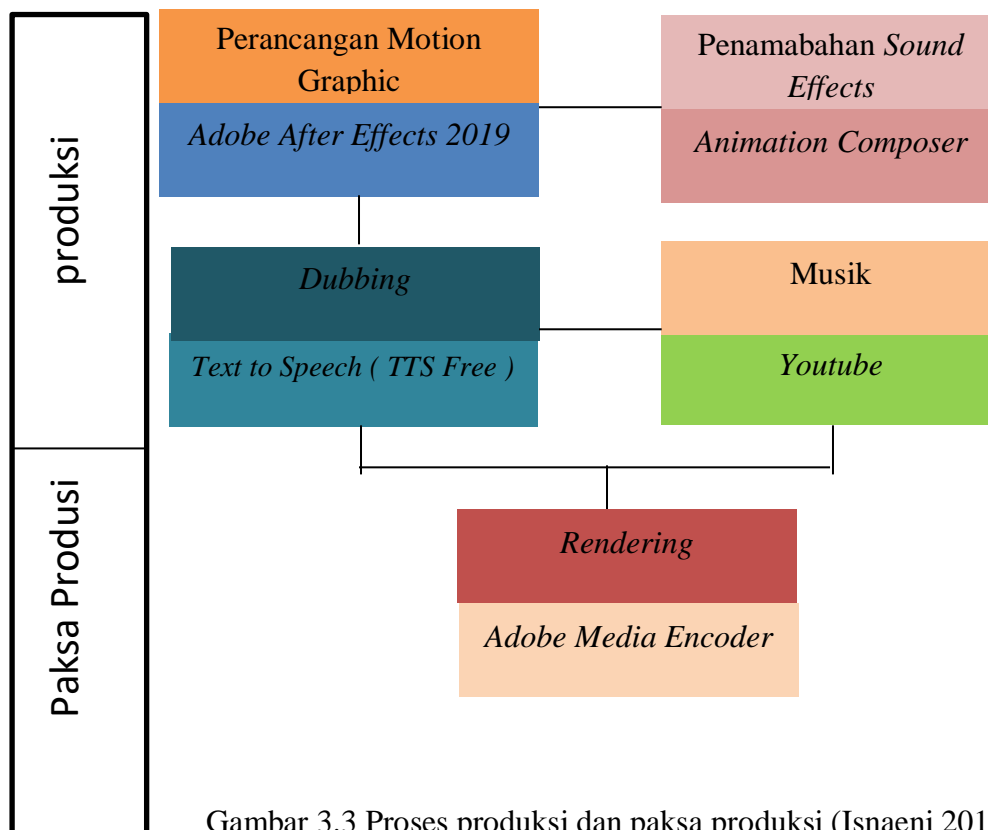 produksi
Perancangan Motion
Graphic
Adobe After Effects 2019
Penamabahan Sound
Effects
Animation Composer
Dubbing
Text to Speech ( TTS Free )
Musik
Youtube
Paksa Produsi
Rendering
Adobe Media Encoder
Gambar 3.3 Proses produksi dan paksa produksi (Isnaeni 201